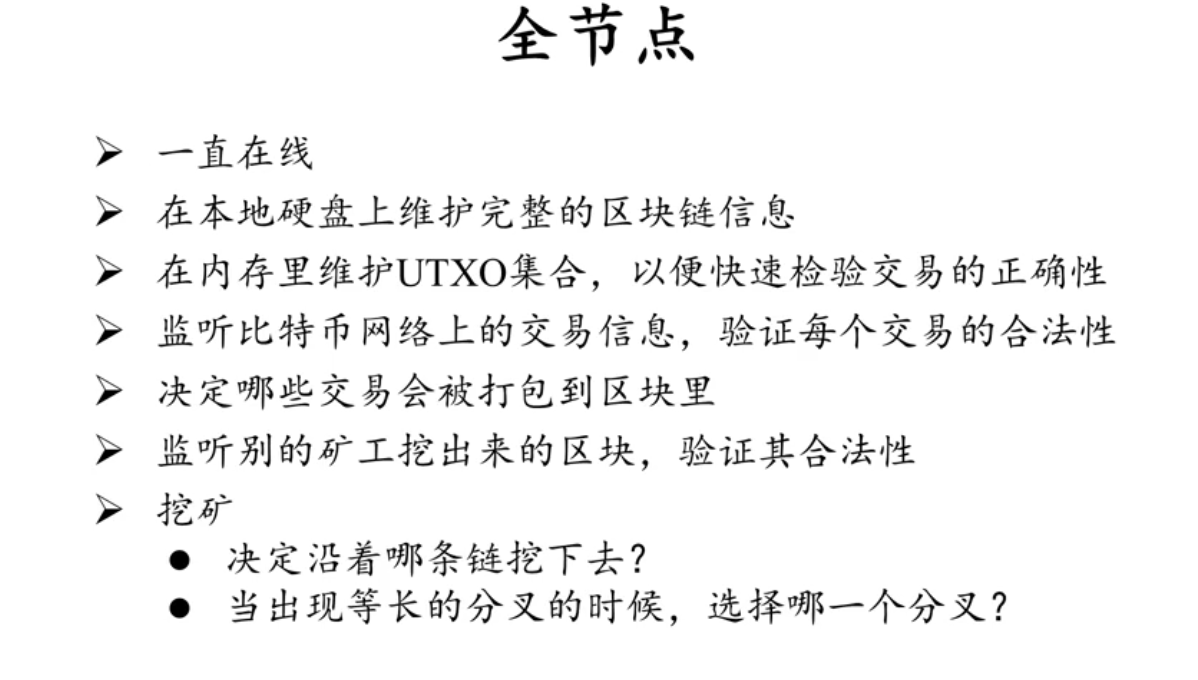 全节点
➢ 一直在线
➢ 在本地硬盘上维护完整的区块链信息
➢ 在内存里维护UTXO集合，以便快速检验交易的正确性
➢ 监听比特币网络上的交易信息，验证每个交易的合法性
➢ 决定哪些交易会被打包到区块里
➢ 监听别的矿工挖出来的区块，验证其合法性
➢ 挖矿
● 决定沿着哪条链挖下去？
● 当出现等长的分叉的时候，选择哪一个分叉？